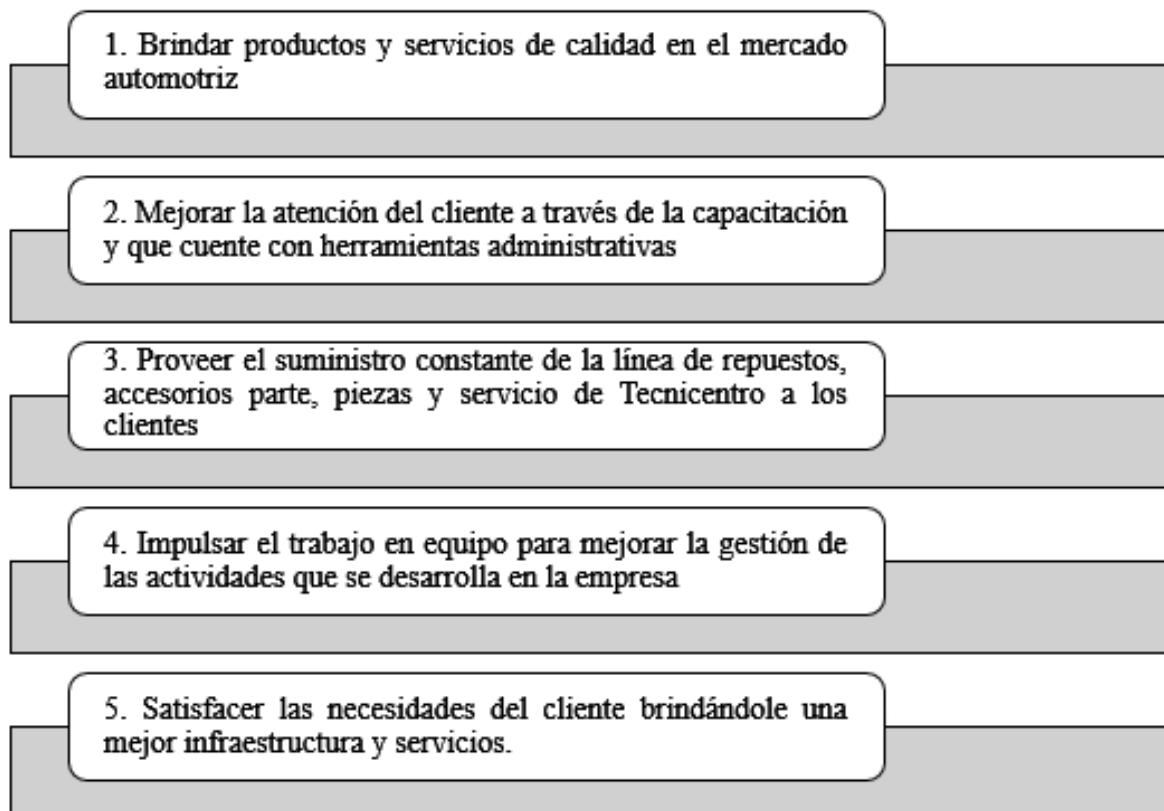 1. Brindar productos y servicios de calidad en el mercado
automotriz
2. Mejorar la atención del cliente a través de la capacitación
y que cuente con herramientas administrativas
3. Proveer el suministro constante de la línea de repuestos,
accesorios parte, piezas y servicio de Tecnicentro a los
clientes
4. Impulsar el trabajo en equipo para mejorar la gestión de
las actividades que se desarrolla en la empresa
5. Satisfacer las necesidades del cliente brindándole una
mejor infraestructura y servicios.